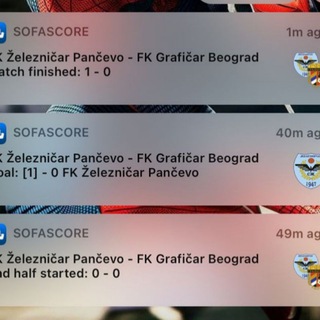 SOFASCORE 1m ag
K Železničar Pančevo - FK Grafičar Beograd
atch finished: 1 - 0
SOFASCORE 40m ag
K Železničar Pančevo - FK Grafičar Beograd
oal: [1] - 0 FK Železničar Pančevo
1947
SOFASCORE 49m ag
K Železničar Pančevo - FK Grafičar Beograd
nd half started: 0 - 0